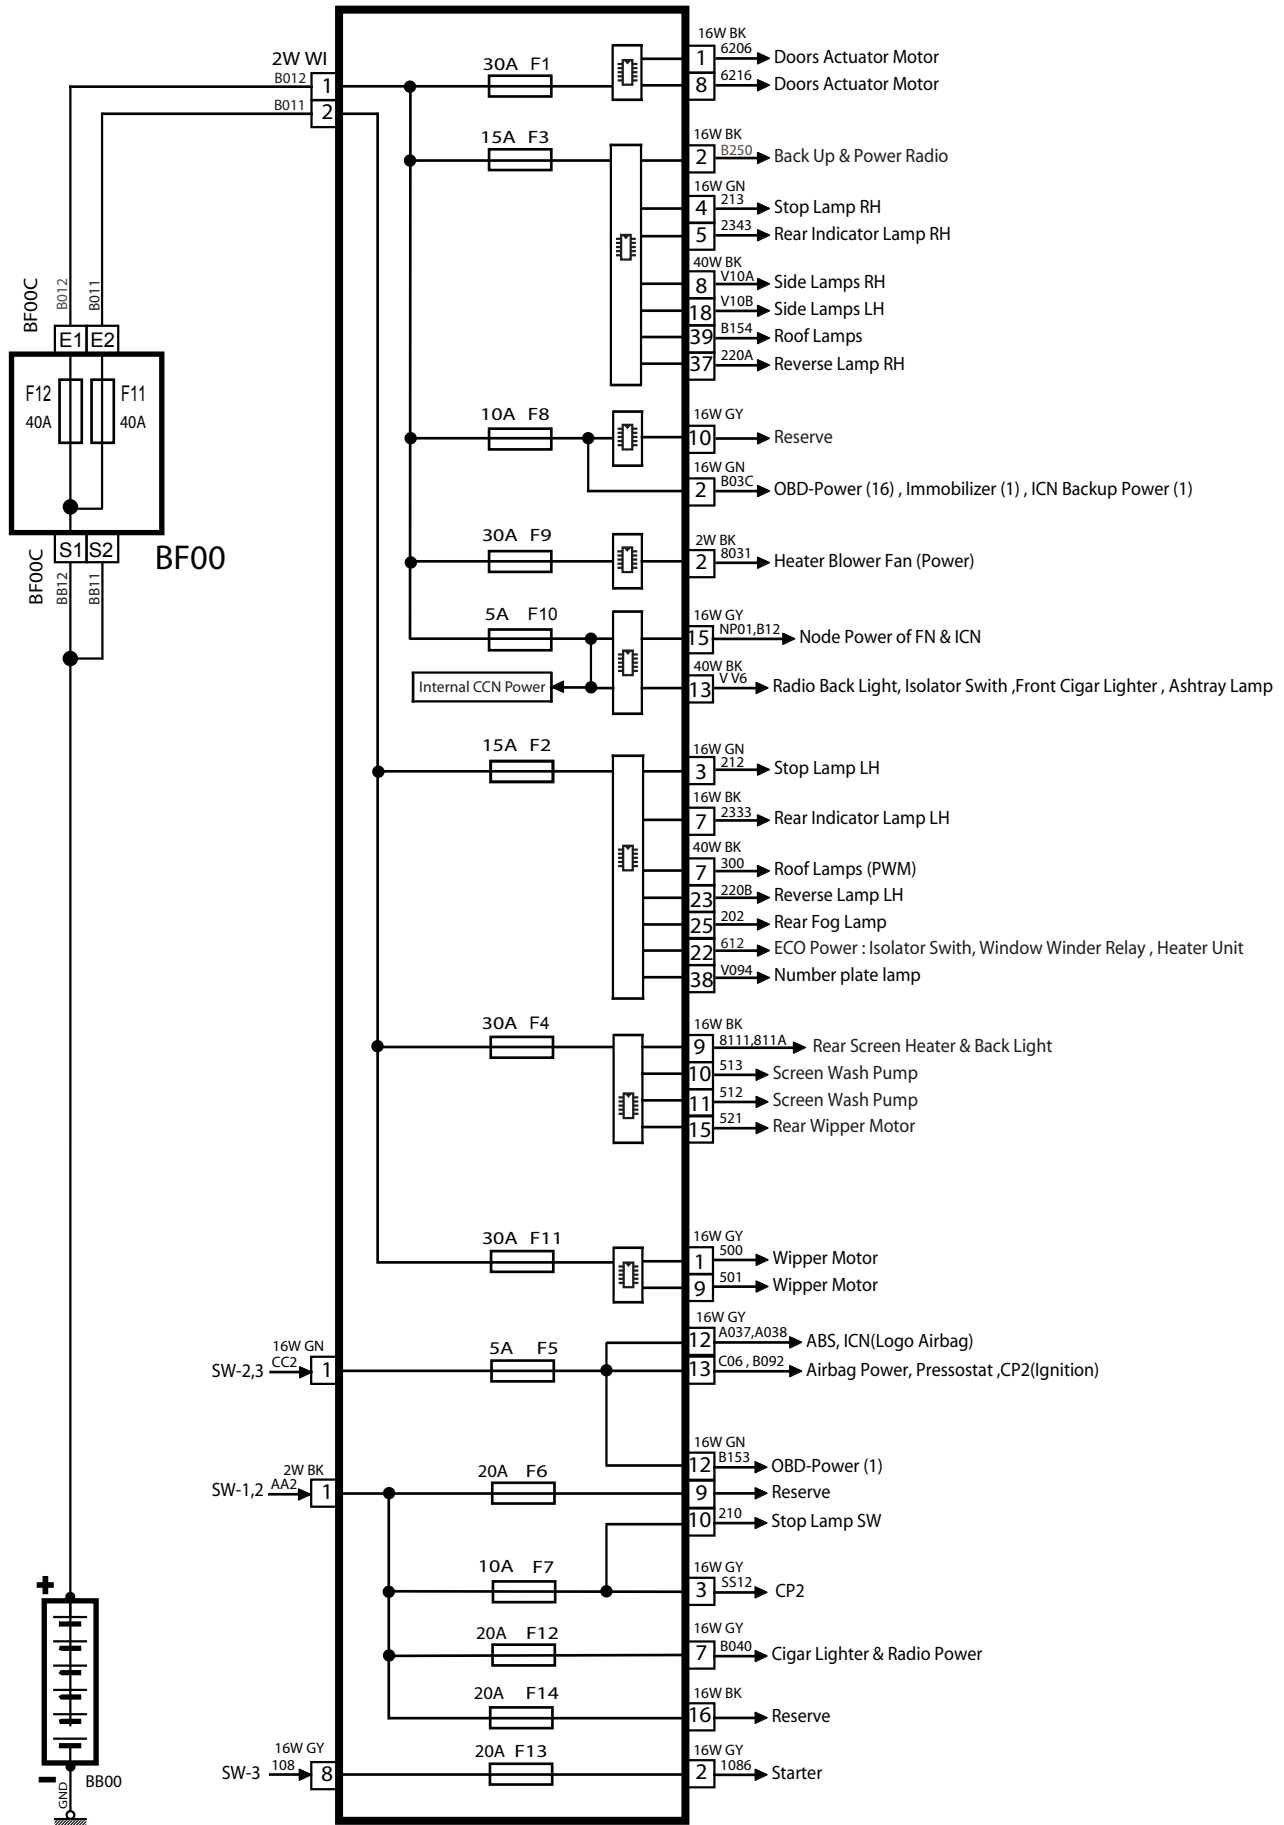 16W BK
2W WI
30A F1
1 6206 Doors Actuator Motor
B012 1
8 6216 Doors Actuator Motor
B011 2
15A F3
16W BK
2 B250 Back Up & Power Radio
16W GN
4 213 Stop Lamp RH
5 2343 Rear Indicator Lamp RH
40W BK
8 V10A Side Lamps RH
18 V10B Side Lamps LH
39 B154 Roof Lamps
37 220A Reverse Lamp RH
BF00C B012 B011
E1 E2
F12 F11
40A 40A
S1 S2
BF00C BB12 BB11
BF00
10A F8
16W GY
10 Reserve
16W GN
2 B03C OBD-Power (16) , Immobilizer (1) , ICN Backup Power (1)
30A F9
2W BK
2 8031 Heater Blower Fan (Power)
5A F10
16W GY
15 NP01,B12 Node Power of FN & ICN
Internal CCN Power
40W BK
13 V V6 Radio Back Light, Isolator Swith ,Front Cigar Lighter , Ashtray Lamp
15A F2
16W GN
3 212 Stop Lamp LH
16W BK
7 2333 Rear Indicator Lamp LH
40W BK
7 300 Roof Lamps (PWM)
23 220B Reverse Lamp LH
25 202 Rear Fog Lamp
22 612 ECO Power : Isolator Swith, Window Winder Relay , Heater Unit
38 V094 Number plate lamp
30A F4
16W BK
9 8111,811A Rear Screen Heater & Back Light
10 513 Screen Wash Pump
11 512 Screen Wash Pump
15 521 Rear Wipper Motor
30A F11
16W GY
1 500 Wipper Motor
9 501 Wipper Motor
16W GY
12 A037,A038 ABS, ICN(Logo Airbag)
16W GN
SW-2,3 CC2 1
5A F5
13 C06 , B092 Airbag Power, Pressostat ,CP2(Ignition)
16W GN
12 B153 OBD-Power (1)
2W BK
SW-1,2 AA2 1
20A F6
9 Reserve
10 210 Stop Lamp SW
10A F7
16W GY
3 SS12 CP2
20A F12
16W GY
7 B040 Cigar Lighter & Radio Power
20A F14
16W BK
16 Reserve
16W GY
SW-3 108 8
20A F13
16W GY
2 1086 Starter
+
−
BB00
GND